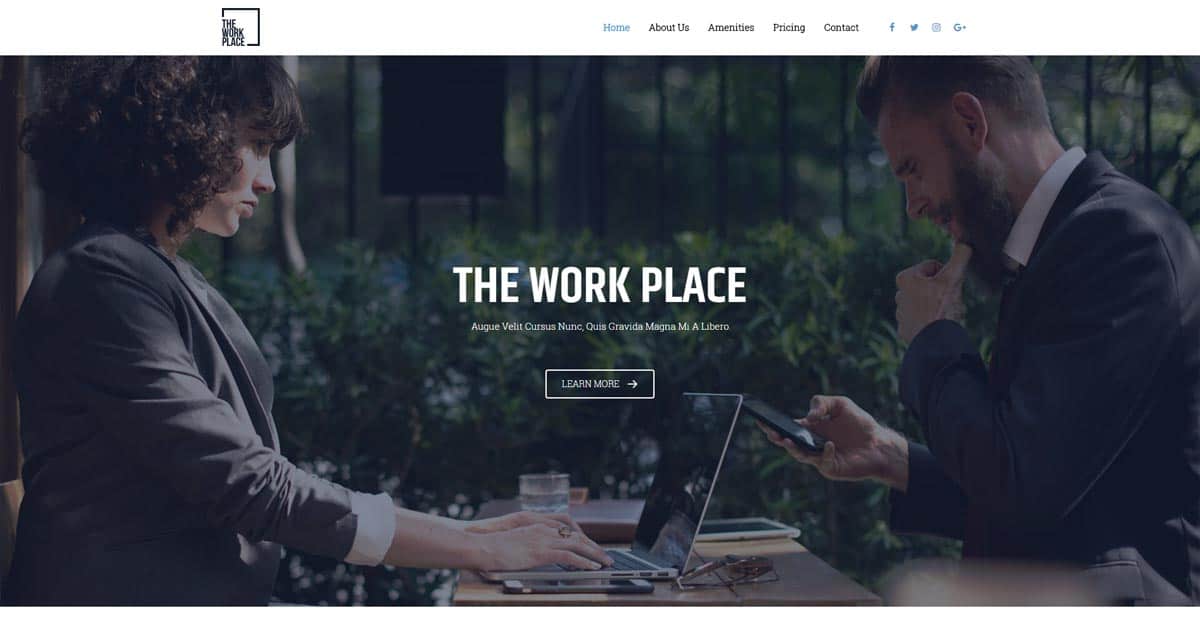 THE
WORK
PLACE
Home About Us Amenities Pricing Contact
THE WORK PLACE
Augue Velit Cursus Nunc, Quis Gravida Magna Mi A Libero.
LEARN MORE